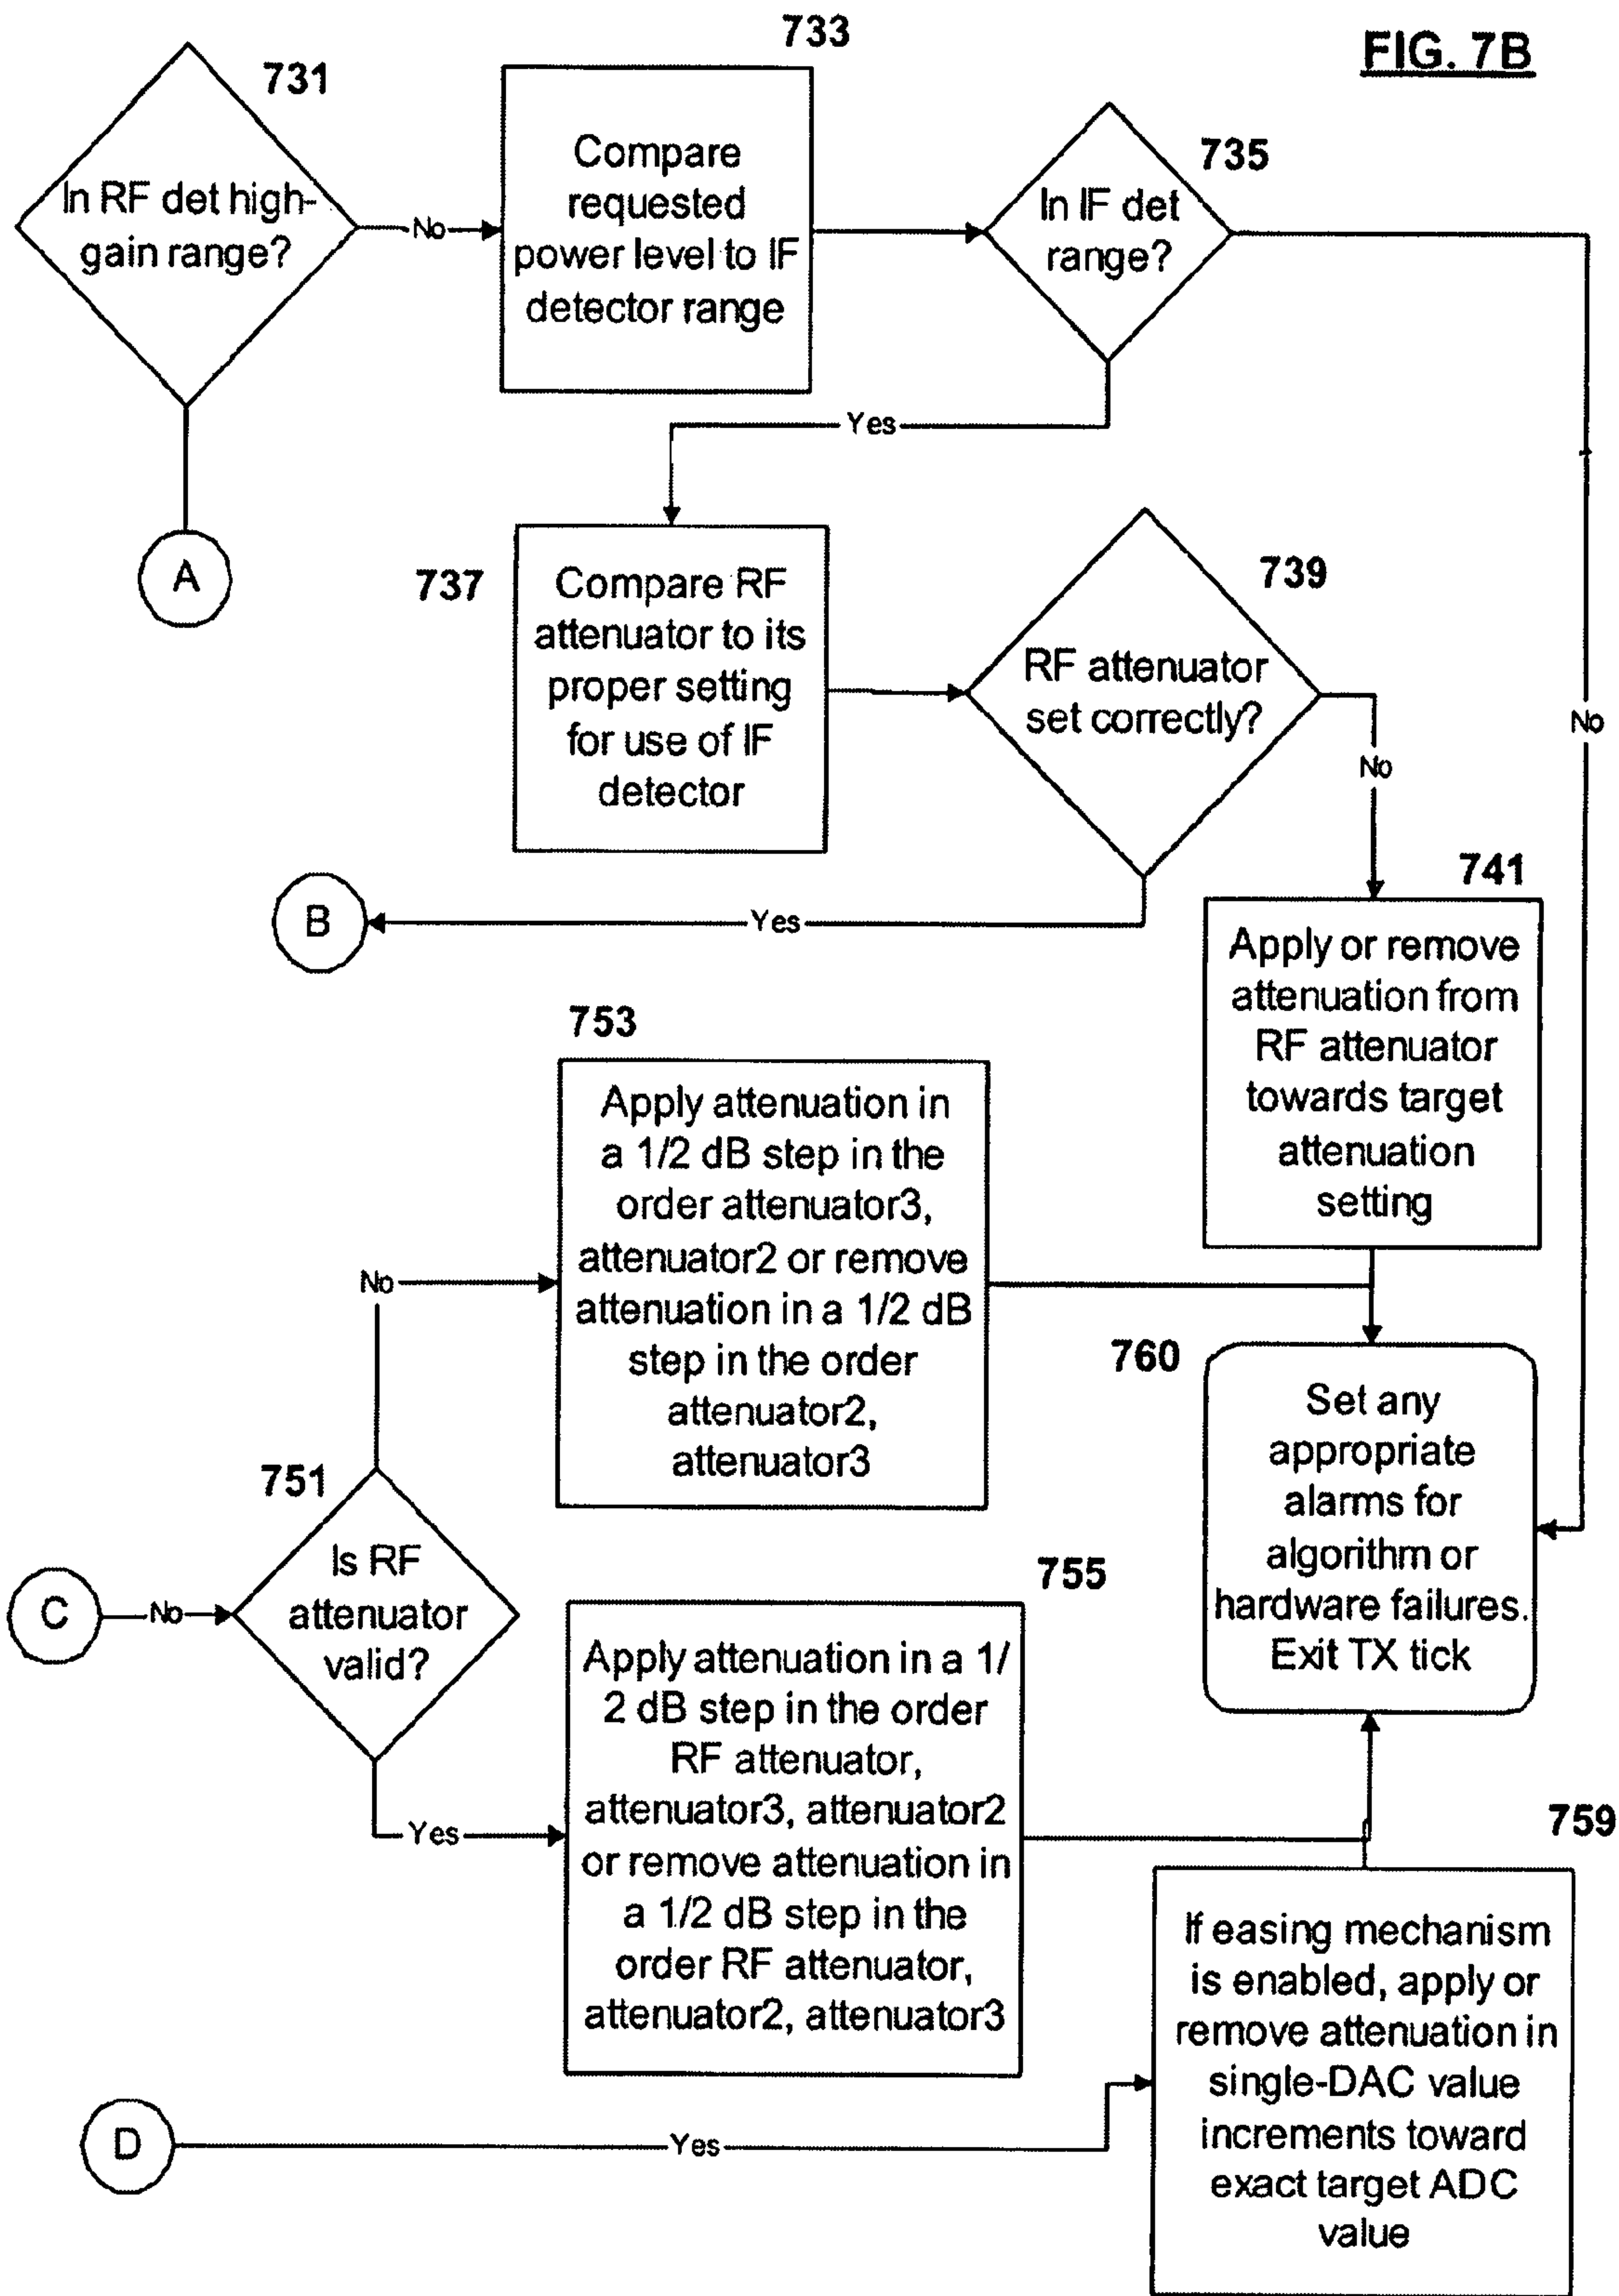 FIG. 7B
731
In RF det high-
gain range?
No
733
Compare
requested
power level to IF
detector range
735
In IF det
range?
No
Yes
A
737
Compare RF
attenuator to its
proper setting
for use of IF
detector
739
RF attenuator
set correctly?
No
Yes
B
741
Apply or remove
attenuation from
RF attenuator
towards target
attenuation
setting
753
Apply attenuation in
a 1/2 dB step in the
order attenuator3,
attenuator2 or remove
attenuation in a 1/2 dB
step in the order
attenuator2,
attenuator3
No
751
Is RF
attenuator
valid?
C
No
Yes
760
Set any
appropriate
alarms for
algorithm or
hardware failures.
Exit TX tick
755
Apply attenuation in a 1/
2 dB step in the order
RF attenuator,
attenuator3, attenuator2
or remove attenuation in
a 1/2 dB step in the
order RF attenuator,
attenuator2, attenuator3
759
If easing mechanism
is enabled, apply or
remove attenuation in
single-DAC value
increments toward
exact target ADC
value
D
Yes